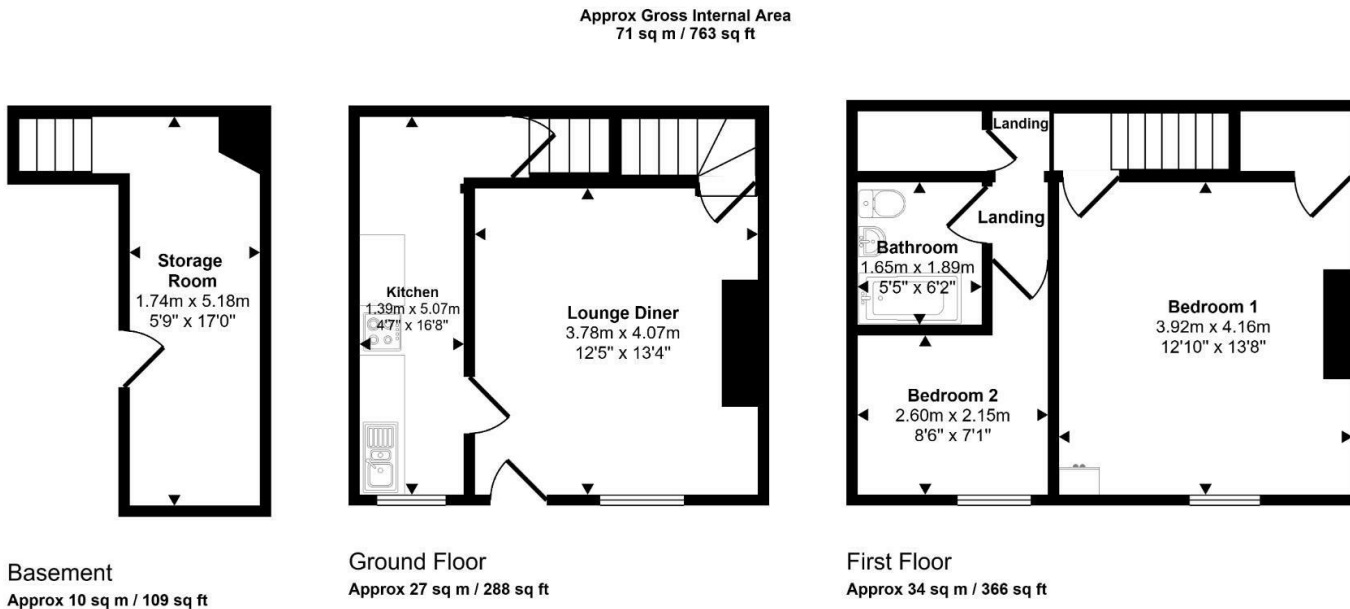 Approx Gross Internal Area
71 sq m / 763 sq ft
Storage
Room
1.74m x 5.18m
5'9" x 17'0"
Basement
Approx 10 sq m / 109 sq ft
Kitchen
1.39m x 5.07m
4'7" x 16'8"
Lounge Diner
3.78m x 4.07m
12'5" x 13'4"
Ground Floor
Approx 27 sq m / 288 sq ft
Landing
Landing
Bathroom
1.65m x 1.89m
5'5" x 6'2"
Bedroom 1
3.92m x 4.16m
12'10" x 13'8"
Bedroom 2
2.60m x 2.15m
8'6" x 7'1"
First Floor
Approx 34 sq m / 366 sq ft